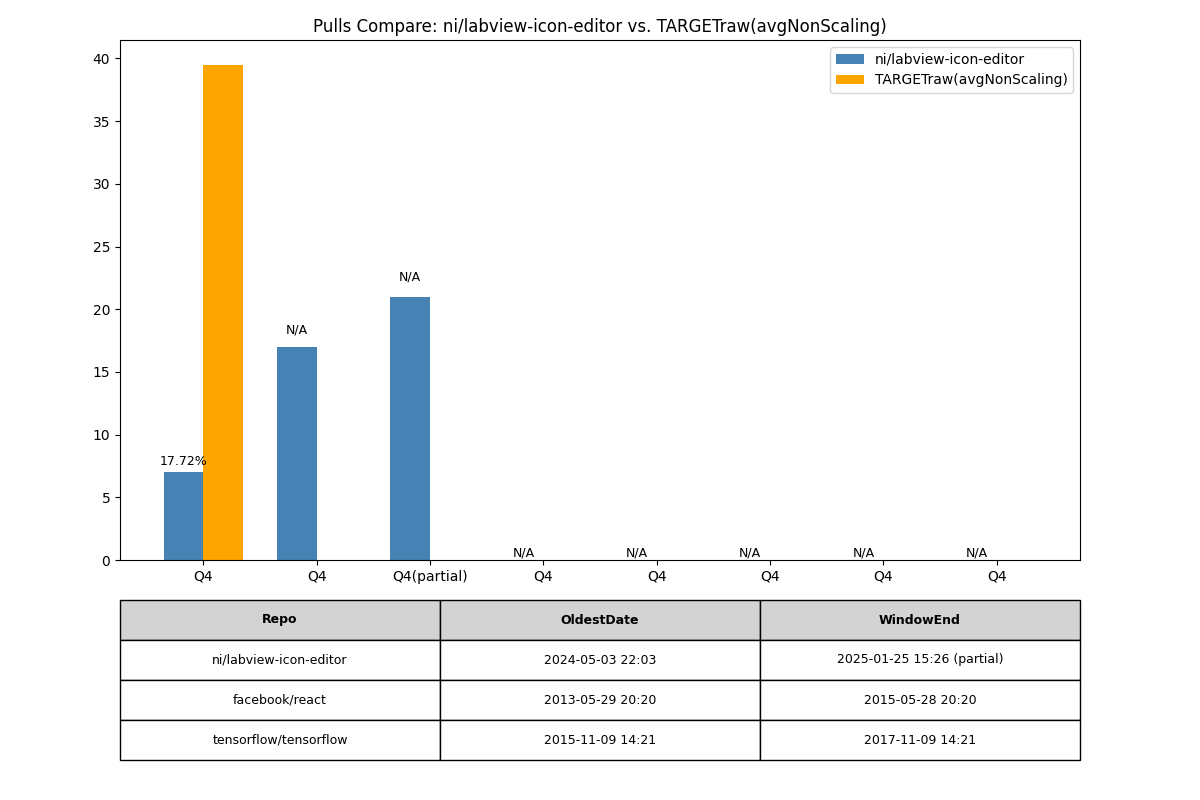 Pulls Compare: ni/labview-icon-editor vs. TARGETraw(avgNonScaling)
ni/labview-icon-editor
TARGETraw(avgNonScaling)
40
35
30
25
20
15
10
5
0
17.72%
N/A
N/A
N/A
N/A
N/A
N/A
N/A
Q4 Q4 Q4(partial) Q4 Q4 Q4 Q4 Q4
Repo OldestDate WindowEnd
ni/labview-icon-editor 2024-05-03 22:03 2025-01-25 15:26 (partial)
facebook/react 2013-05-29 20:20 2015-05-28 20:20
tensorflow/tensorflow 2015-11-09 14:21 2017-11-09 14:21